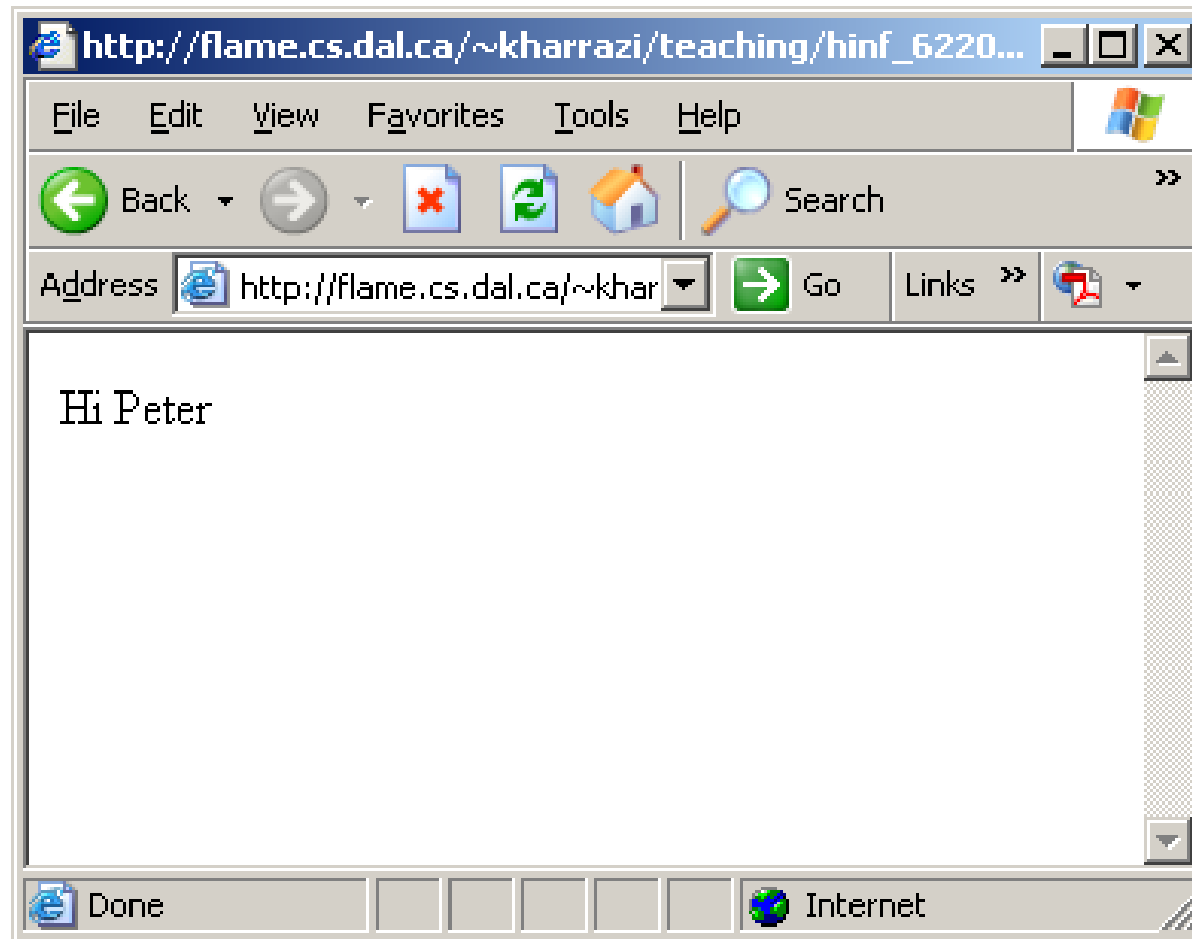 http://flame.cs.dal.ca/~kharrazi/teaching/hinf_6220...
File Edit View Favorites Tools Help
Back Search »
Address http://flame.cs.dal.ca/~khar Go Links »
Hi Peter
Done Internet